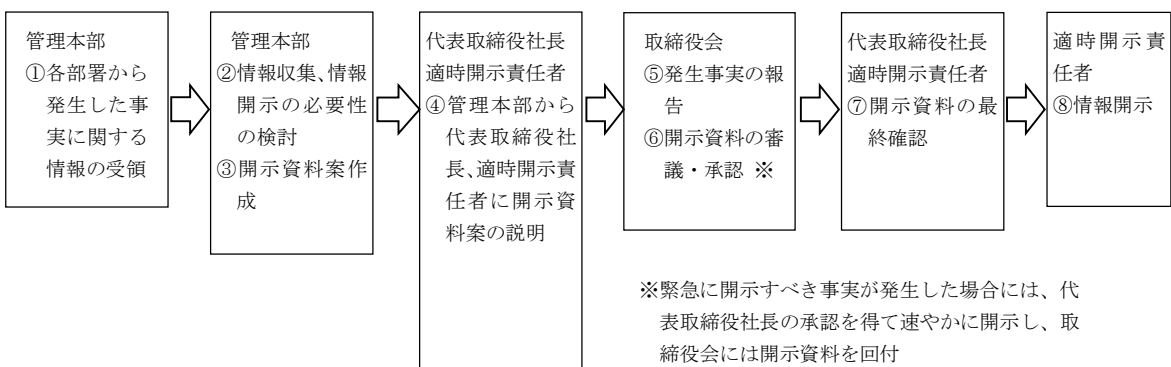 管理本部
①各部署から
発生した事
実に関する
情報の受領
管理本部
②情報収集、情報
開示の必要性
の検討
③開示資料案作
成
代表取締役社長
適時開示責任者
④管理本部から
代表取締役社
長、適時開示責
任者に開示資
料案の説明
取締役会
⑤発生事実の報
告
⑥開示資料の審
議・承認 ※
代表取締役社長
適時開示責任者
⑦開示資料の最
終確認
適時開示責
任者
⑧情報開示
※緊急に開示すべき事実が発生した場合には、代
表取締役社長の承認を得て速やかに開示し、取
締役会には開示資料を回付